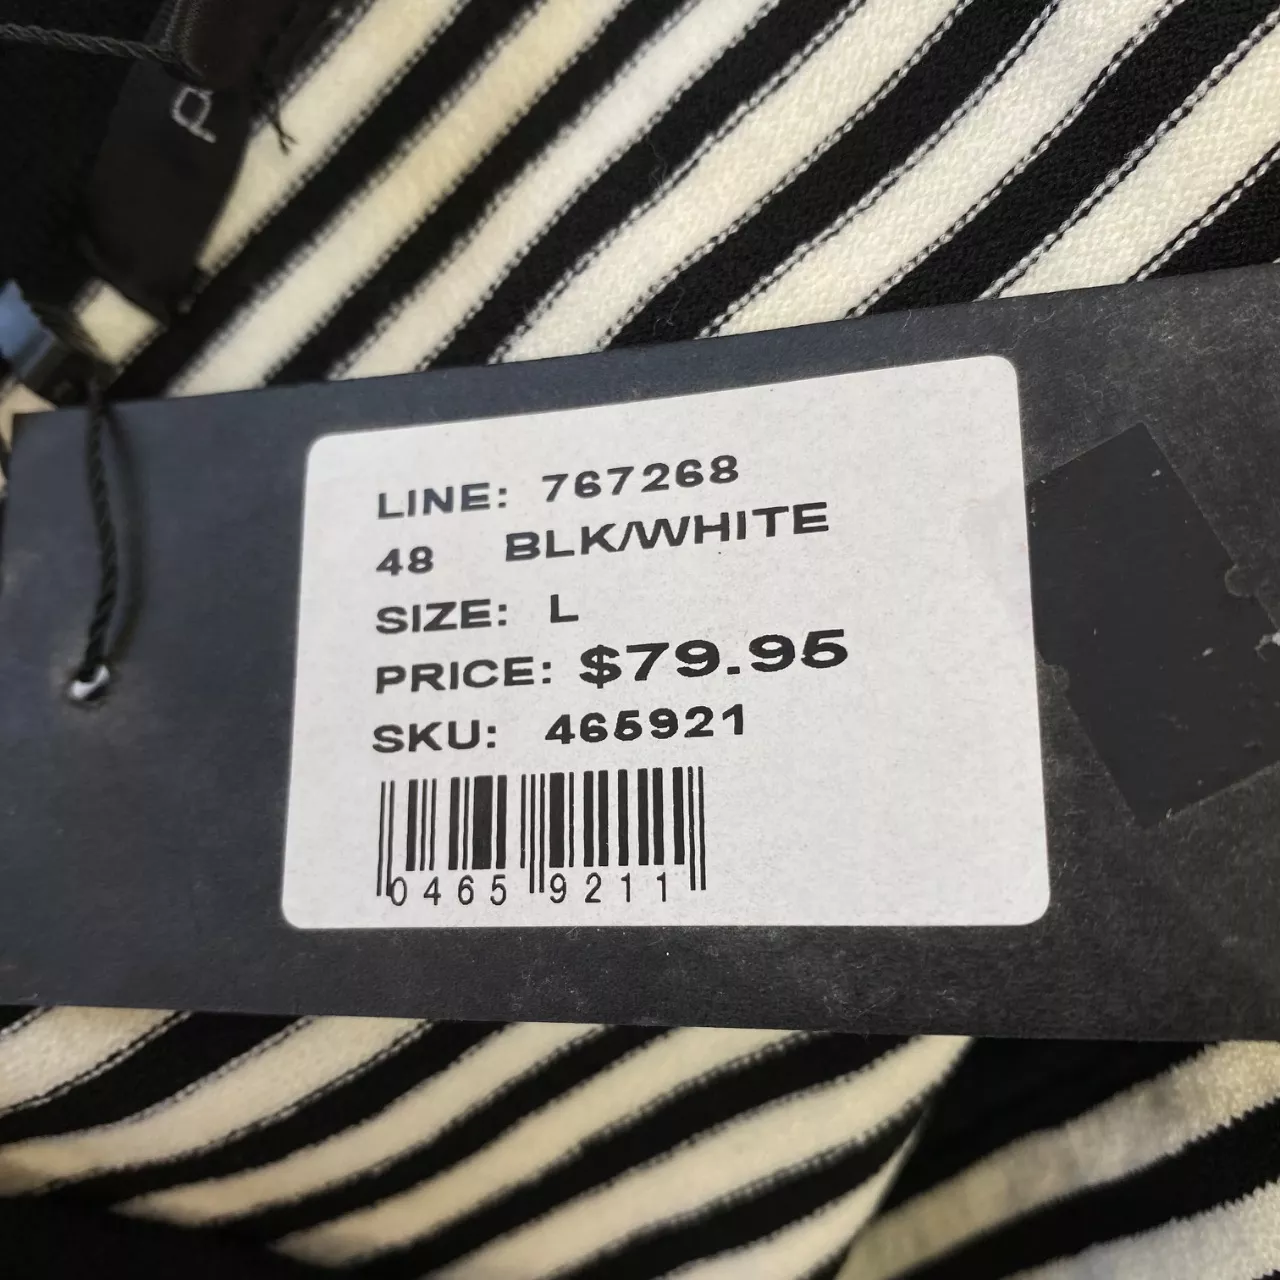 LINE: 767268
48 BLK/WHITE
SIZE: L
PRICE: $79.95
SKU: 465921
0465 9211